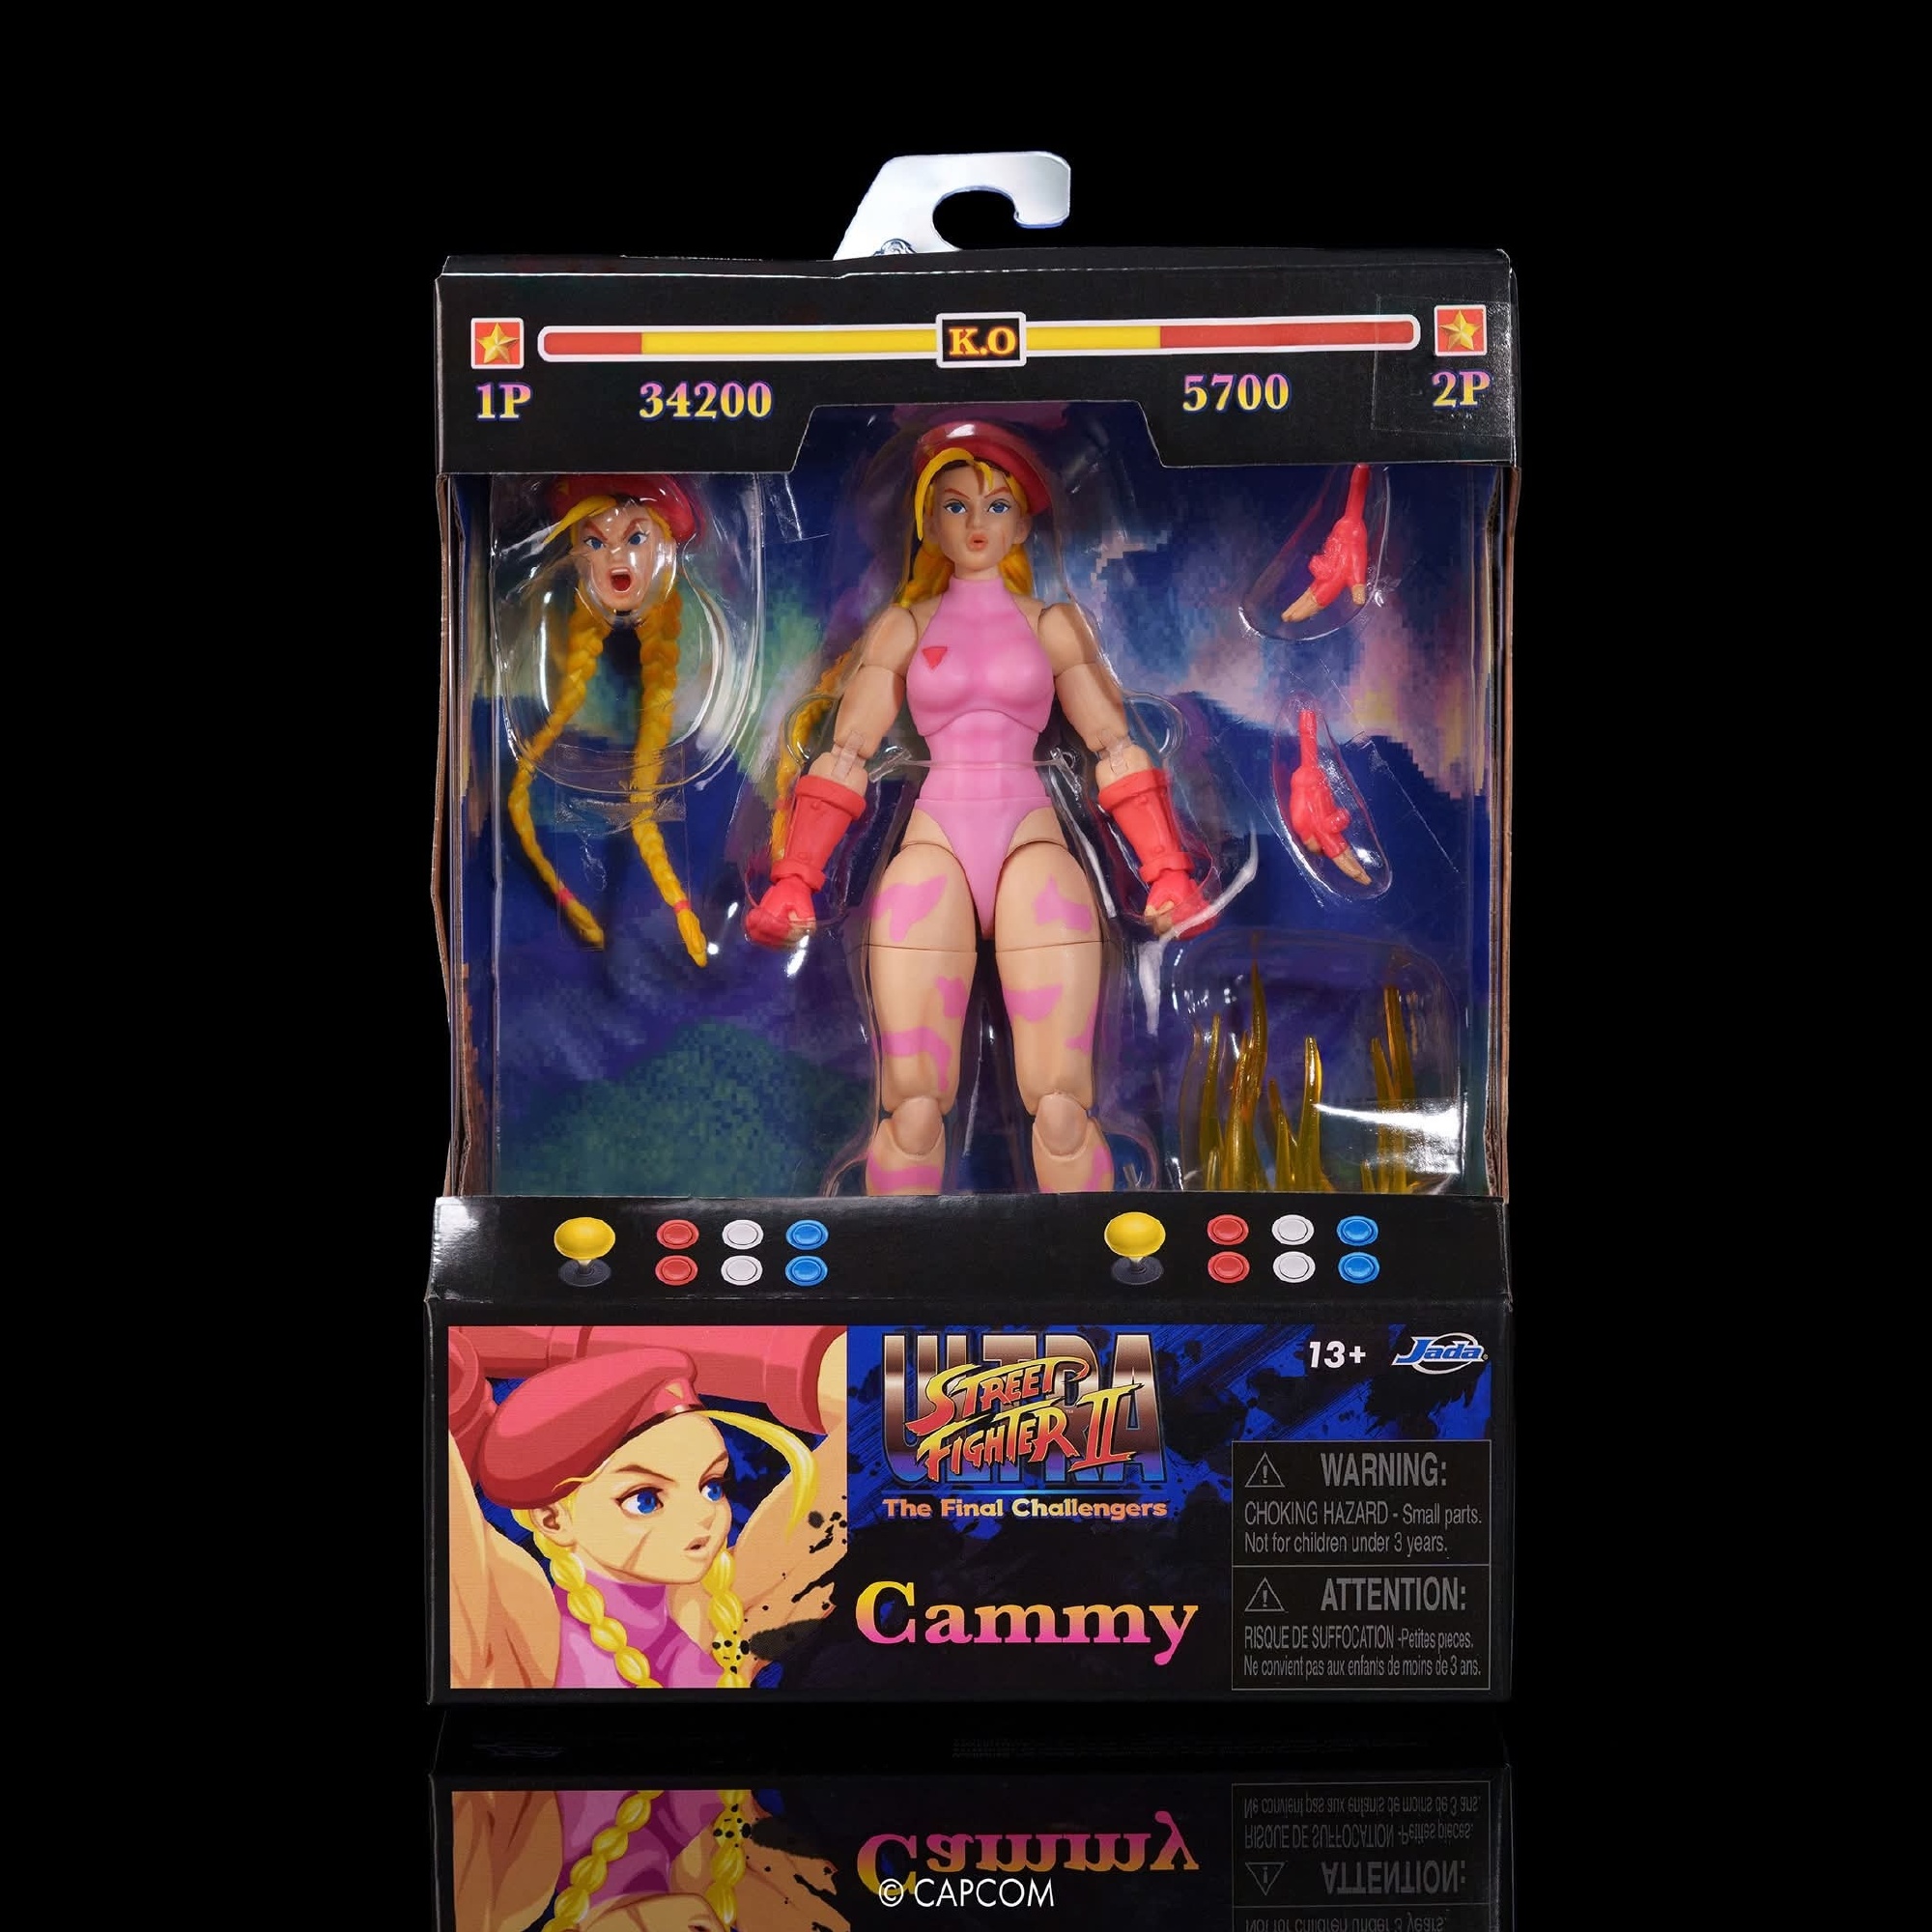 K.O
1P 34200 5700 2P
ULTRA
STREET
FIGHTER II
™
The Final Challengers
13+ Jada®
Cammy
WARNING:
CHOKING HAZARD - Small parts.
Not for children under 3 years.
ATTENTION:
RISQUE DE SUFFOCATION -Petites pieces.
Ne convient pas aux enfants de moins de 3 ans.
© CAPCOM